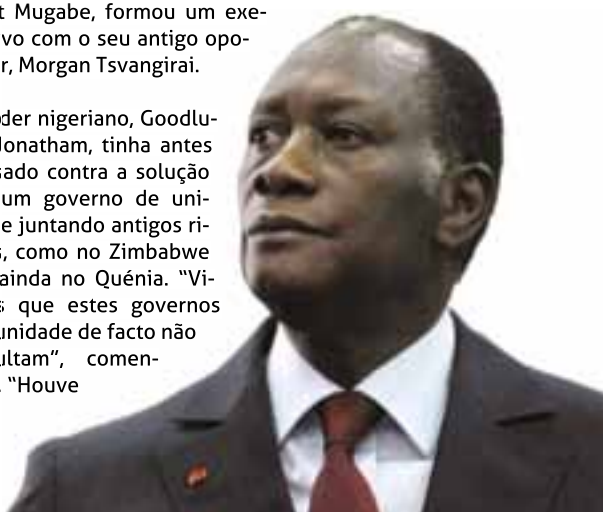 t Mugabe, formou um exe-
vo com o seu antigo opo-
r, Morgan Tsvangirai.
der nigeriano, Goodlu-
Jonatham, tinha antes
sado contra a solução
um governo de uni-
e juntando antigos ri-
s, como no Zimbabwe
ainda no Quénia. “Vi-
s que estes governos
unidade de facto não
ultam”, comen-
. “Houve